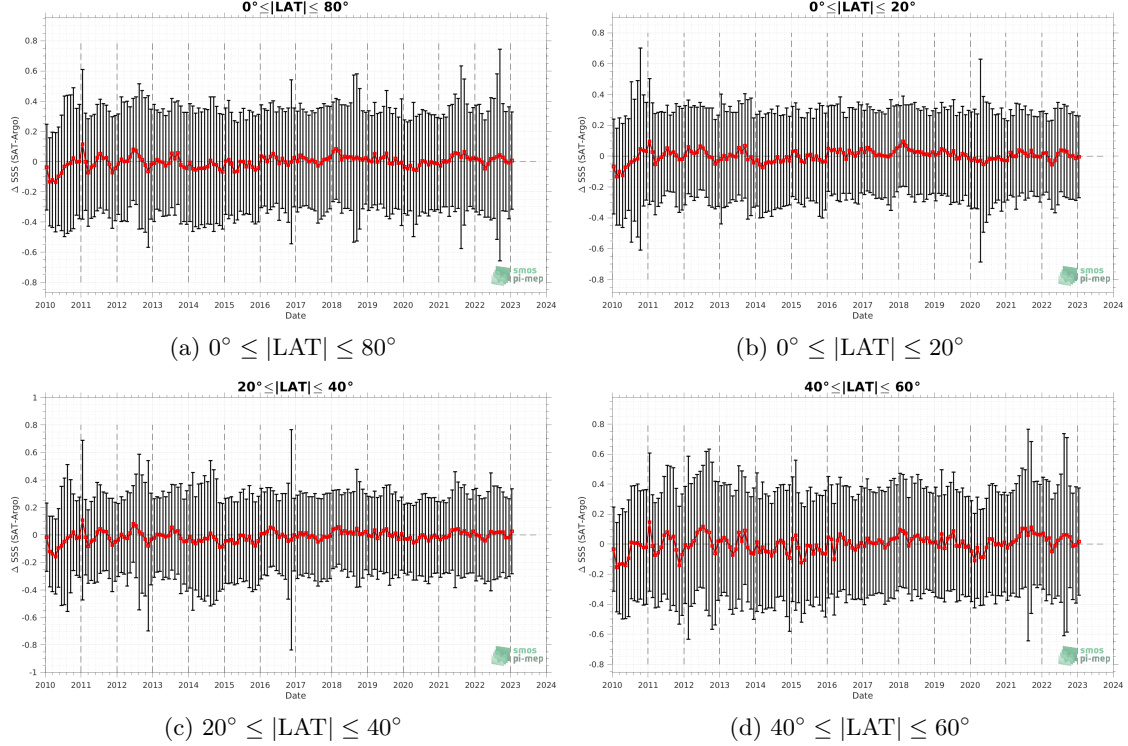 0°≤|LAT|≤ 80°
0.8
0.6
0.4
0.2
0
-0.2
-0.4
-0.6
-0.8
Δ SSS (SAT-Argo)
2010 2011 2012 2013 2014 2015 2016 2017 2018 2019 2020 2021 2022 2023 2024
Date
smos
pi-mep
(a) 0° ≤ |LAT| ≤ 80°
0°≤|LAT|≤ 20°
0.8
0.6
0.4
0.2
0
-0.2
-0.4
-0.6
-0.8
Δ SSS (SAT-Argo)
2010 2011 2012 2013 2014 2015 2016 2017 2018 2019 2020 2021 2022 2023 2024
Date
smos
pi-mep
(b) 0° ≤ |LAT| ≤ 20°
20°≤|LAT|≤ 40°
1
0.8
0.6
0.4
0.2
0
-0.2
-0.4
-0.6
-0.8
-1
Δ SSS (SAT-Argo)
2010 2011 2012 2013 2014 2015 2016 2017 2018 2019 2020 2021 2022 2023 2024
Date
smos
pi-mep
(c) 20° ≤ |LAT| ≤ 40°
40°≤|LAT|≤ 60°
0.8
0.6
0.4
0.2
0
-0.2
-0.4
-0.6
-0.8
Δ SSS (SAT-Argo)
2010 2011 2012 2013 2014 2015 2016 2017 2018 2019 2020 2021 2022 2023 2024
Date
smos
pi-mep
(d) 40° ≤ |LAT| ≤ 60°